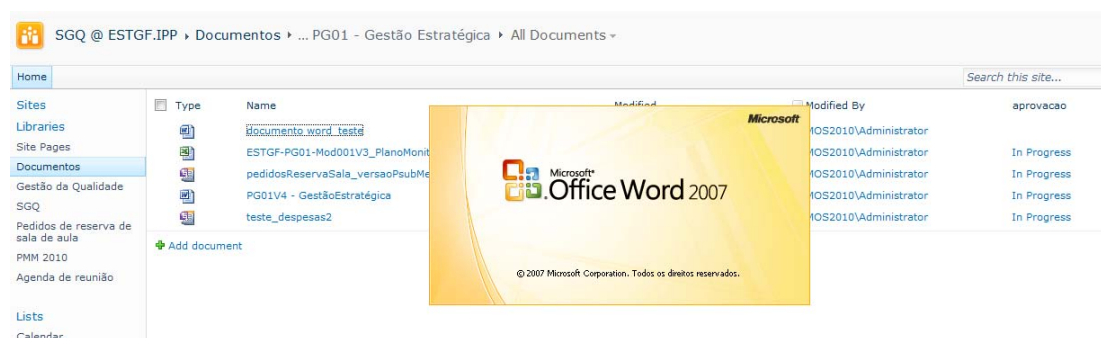 SGQ @ ESTGF.IPP ▸ Documentos ▸ ... PG01 - Gestão Estratégica ▸ All Documents
Home
Search this site...
Sites
Libraries
Site Pages
Documentos
Gestão da Qualidade
SGQ
Pedidos de reserva de
sala de aula
PMM 2010
Agenda de reunião
Lists
Calendar
Type Name Modified Modified By aprovacao
documento word teste MOS2010\Administrator
ESTGF-PG01-Mod001V3_PlanoMonit MOS2010\Administrator In Progress
pedidosReservaSala_versaoPsubMe MOS2010\Administrator In Progress
PG01V4 - GestãoEstratégica MOS2010\Administrator In Progress
teste_despesas2 MOS2010\Administrator In Progress
Add document
Microsoft
Microsoft®
Office Word 2007
© 2007 Microsoft Corporation. Todos os direitos reservados.